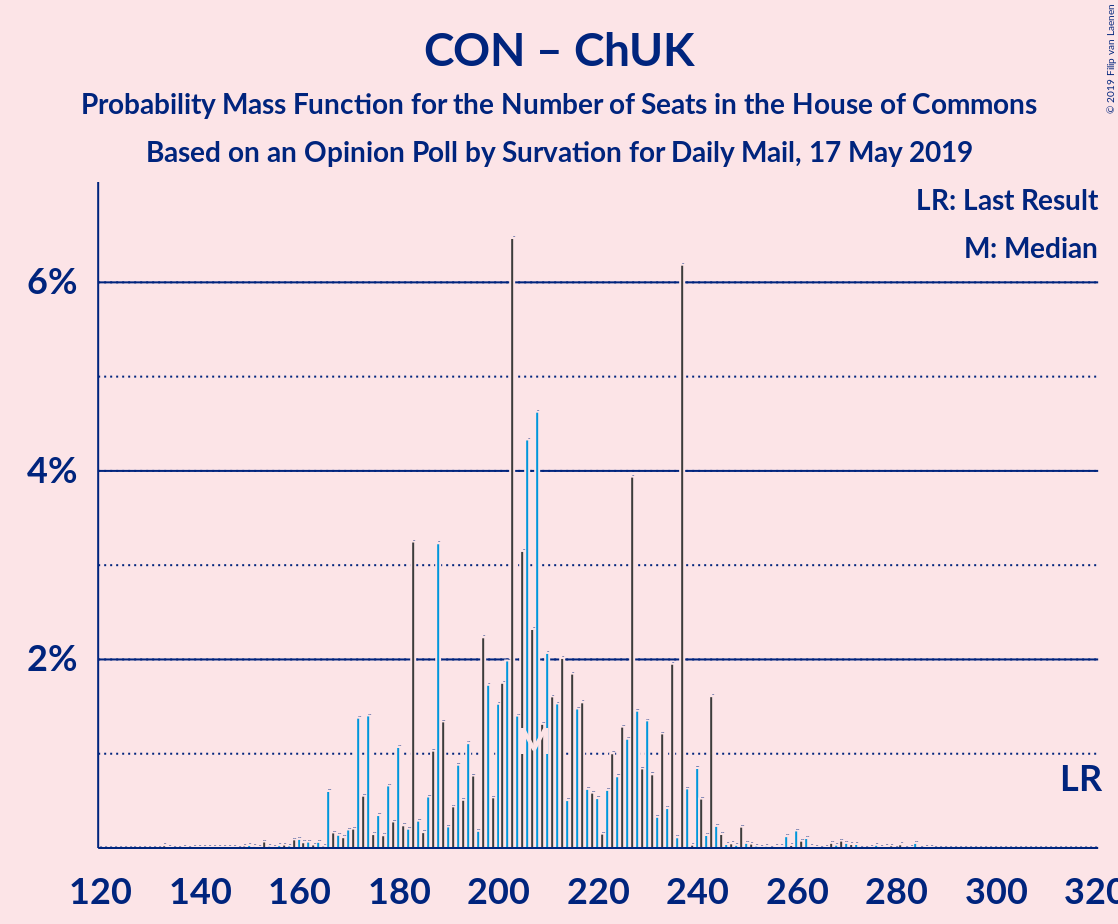 CON – ChUK
Probability Mass Function for the Number of Seats in the House of Commons
Based on an Opinion Poll by Survation for Daily Mail, 17 May 2019
© 2019 Filip van Laenen
LR: Last Result
M: Median
6%
4%
2%
LR
120 140 160 180 200 220 240 260 280 300 320